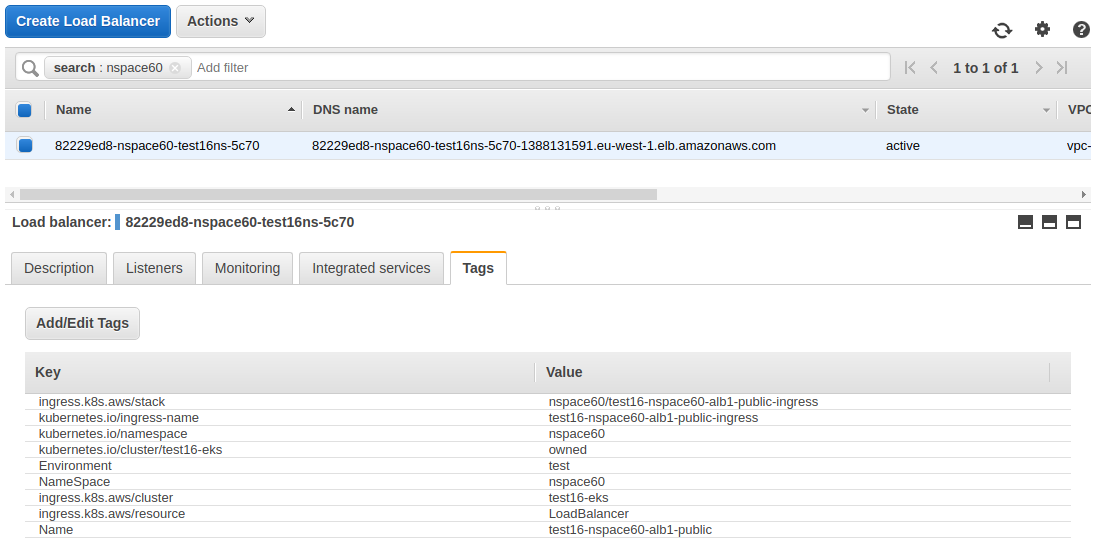 Create Load Balancer Actions
search : nspace60 Add filter 1 to 1 of 1
Name DNS name State VPC
82229ed8-nspace60-test16ns-5c70 82229ed8-nspace60-test16ns-5c70-1388131591.eu-west-1.elb.amazonaws.com active vpc-
Load balancer: 82229ed8-nspace60-test16ns-5c70
Description Listeners Monitoring Integrated services Tags
Add/Edit Tags
Key Value
ingress.k8s.aws/stack nspace60/test16-nspace60-alb1-public-ingress
kubernetes.io/ingress-name test16-nspace60-alb1-public-ingress
kubernetes.io/namespace nspace60
kubernetes.io/cluster/test16-eks owned
Environment test
NameSpace nspace60
ingress.k8s.aws/cluster test16-eks
ingress.k8s.aws/resource LoadBalancer
Name test16-nspace60-alb1-public